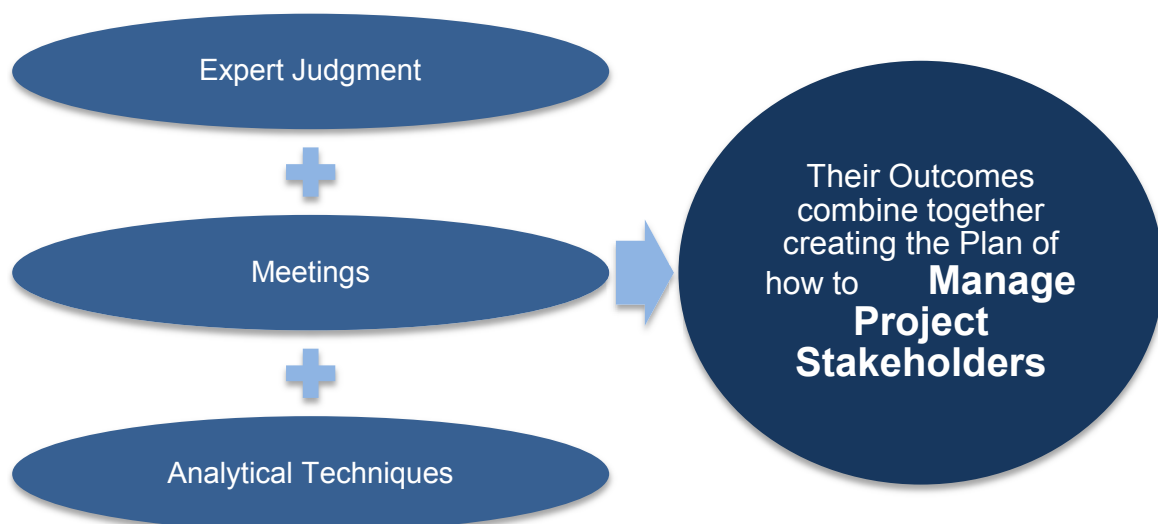 Expert Judgment
Meetings
Analytical Techniques
Their Outcomes
combine together
creating the Plan of
how to Manage
Project
Stakeholders